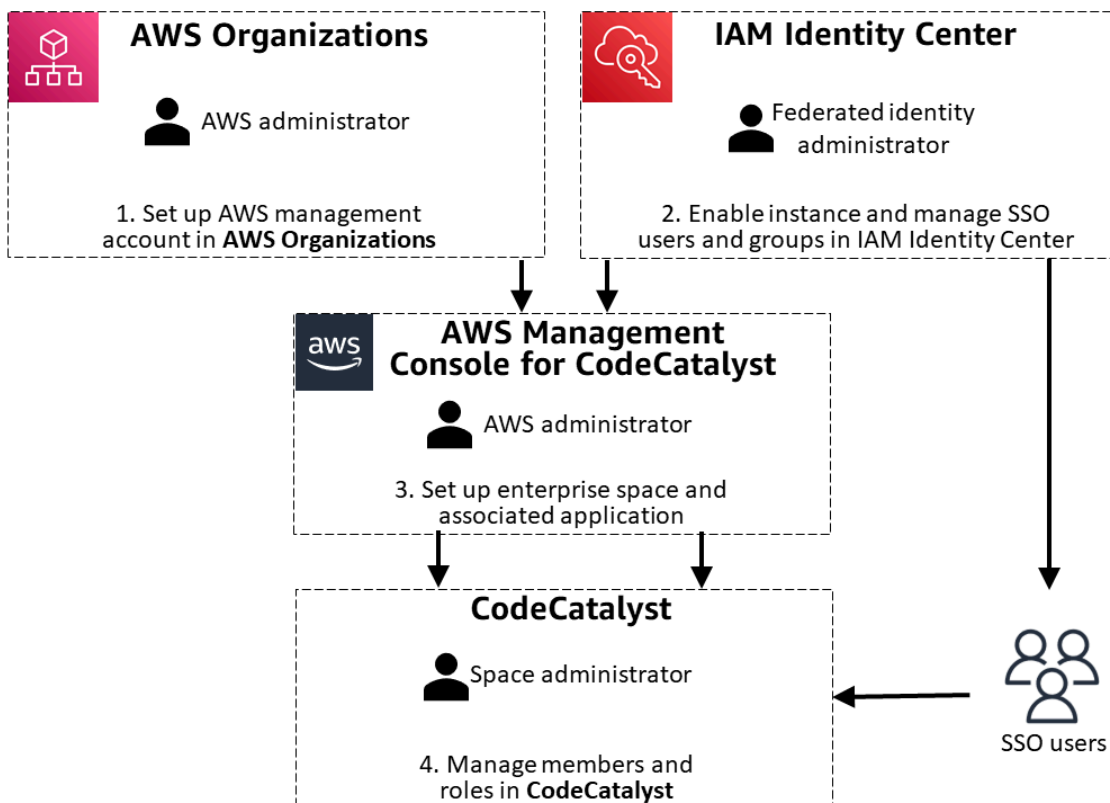 AWS Organizations
AWS administrator
1. Set up AWS management
account in AWS Organizations
IAM Identity Center
Federated identity
administrator
2. Enable instance and manage SSO
users and groups in IAM Identity Center
aws
AWS Management
Console for CodeCatalyst
AWS administrator
3. Set up enterprise space and
associated application
CodeCatalyst
Space administrator
4. Manage members and
roles in CodeCatalyst
SSO users